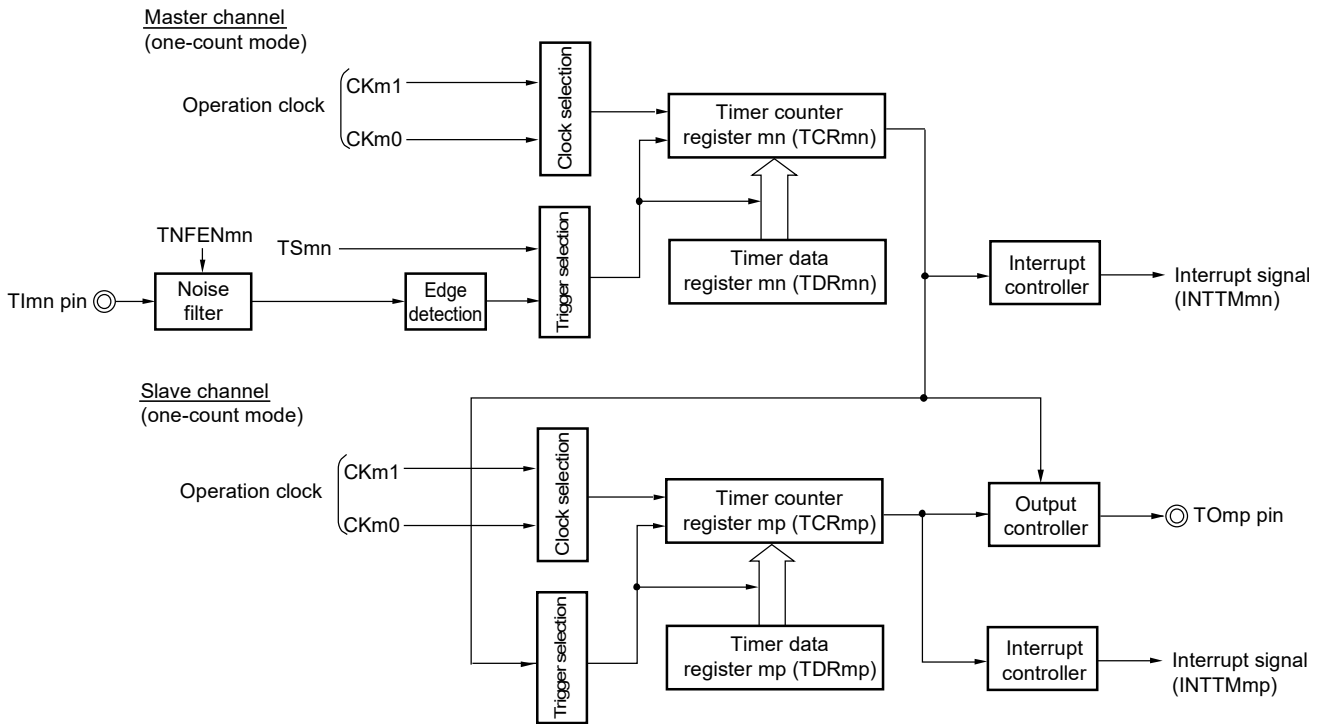 Master channel
(one-count mode)
Operation clock
CKm1
CKm0
Clock selection
Timer counter
register mn (TCRmn)
TNFENmn
TSmn
TImn pin
Noise
filter
Edge
detection
Trigger selection
Timer data
register mn (TDRmn)
Interrupt
controller
Interrupt signal
(INTTMmn)
Slave channel
(one-count mode)
Operation clock
CKm1
CKm0
Clock selection
Timer counter
register mp (TCRmp)
Output
controller
TOmp pin
Trigger selection
Timer data
register mp (TDRmp)
Interrupt
controller
Interrupt signal
(INTTMmp)